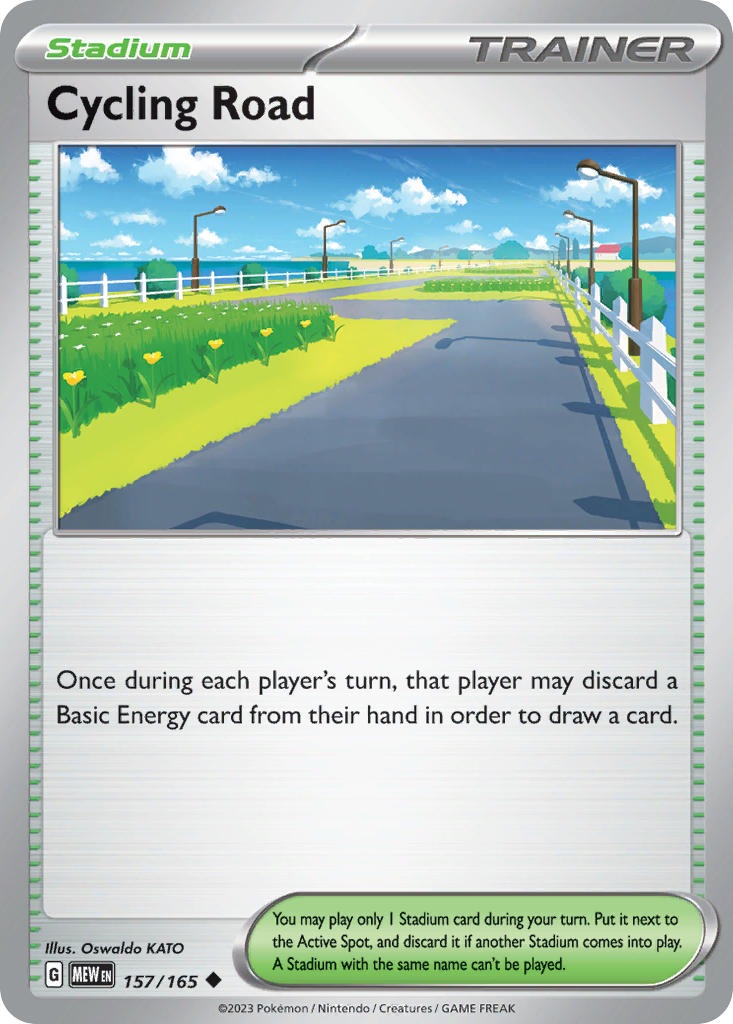 Stadium
TRAINER
Cycling Road
Once during each player's turn, that player may discard a
Basic Energy card from their hand in order to draw a card.
You may play only 1 Stadium card during your turn. Put it next to
the Active Spot, and discard it if another Stadium comes into play.
A Stadium with the same name can't be played.
Illus. Oswaldo KATO
G MEW EN 157/165
©2023 Pokémon / Nintendo / Creatures / GAME FREAK